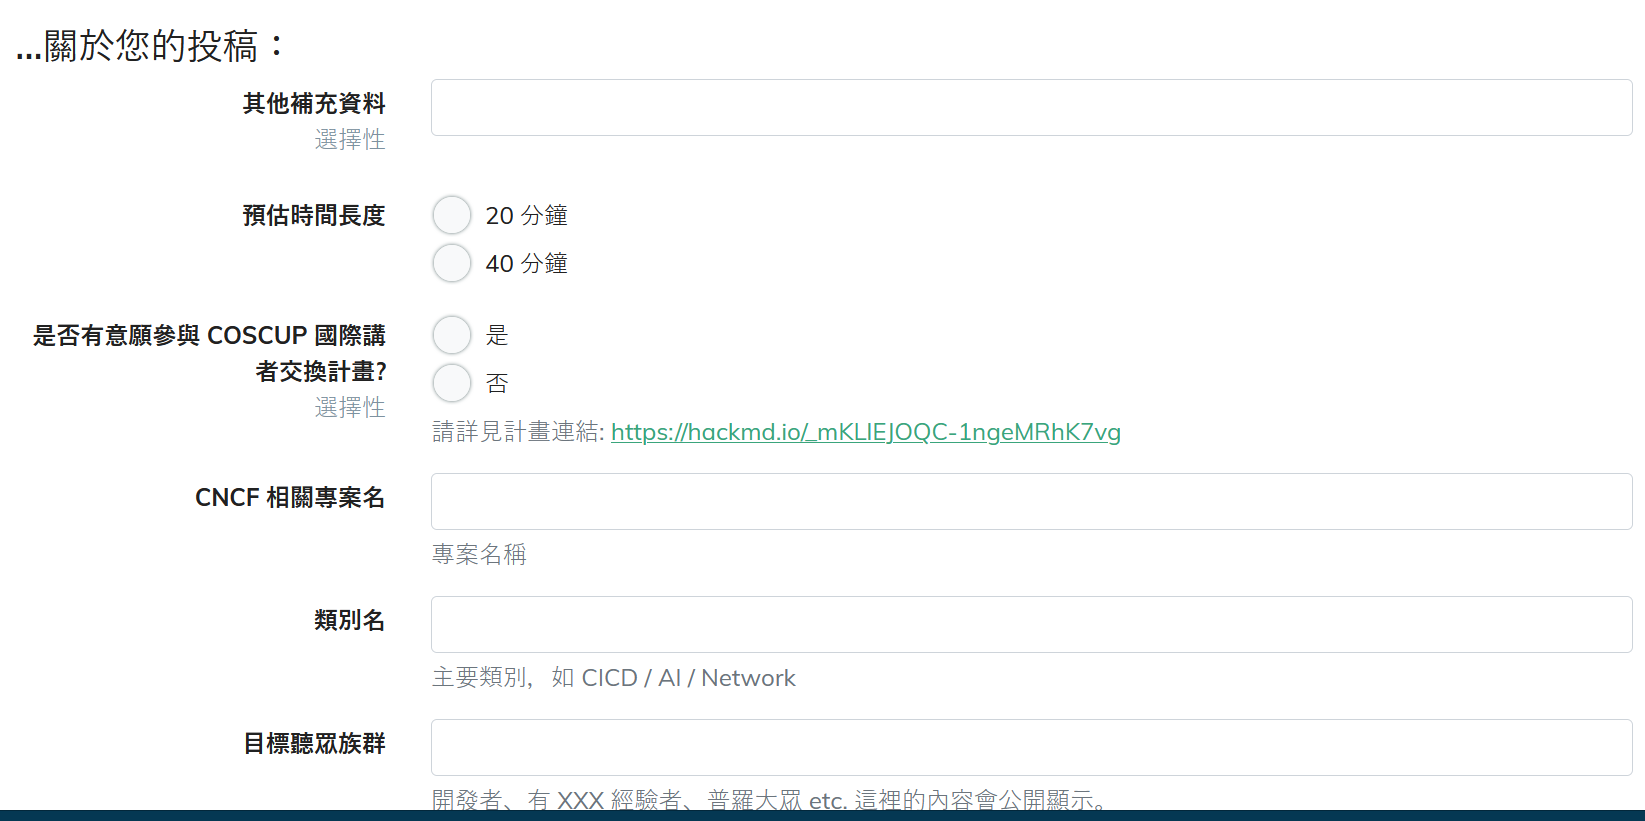 ...關於您的投稿：
其他補充資料
選擇性
預估時間長度
20 分鐘
40 分鐘
是否有意願參與 COSCUP 國際講
者交換計畫?
選擇性
是
否
請詳見計畫連結: https://hackmd.io/_mKLIEJOQC-1ngeMRhK7vg
CNCF 相關專案名
專案名稱
類別名
主要類別，如 CICD / AI / Network
目標聽眾族群
開發者、有 XXX 經驗者、普羅大眾 etc. 這裡的內容會公開顯示。